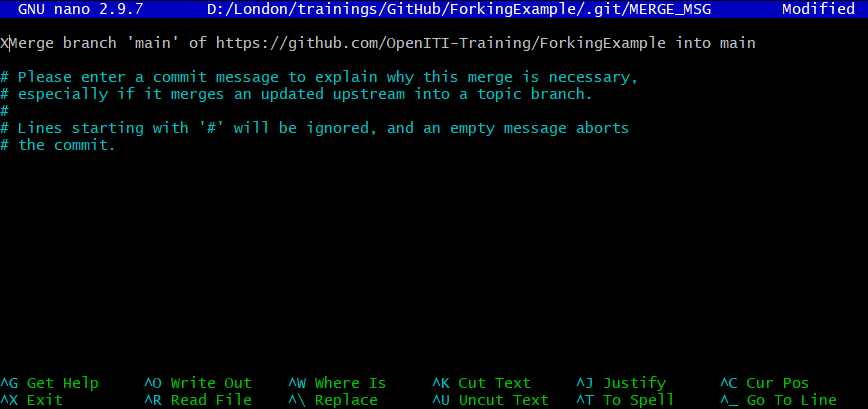 GNU nano 2.9.7 D:/London/trainings/GitHub/ForkingExample/.git/MERGE_MSG Modified
XMerge branch 'main' of https://github.com/OpenITI-Training/ForkingExample into main
# Please enter a commit message to explain why this merge is necessary,
# especially if it merges an updated upstream into a topic branch.
#
# Lines starting with '#' will be ignored, and an empty message aborts
# the commit.
^G Get Help ^O Write Out ^W Where Is ^K Cut Text ^J Justify ^C Cur Pos
^X Exit ^R Read File ^\ Replace ^U Uncut Text ^T To Spell ^_ Go To Line